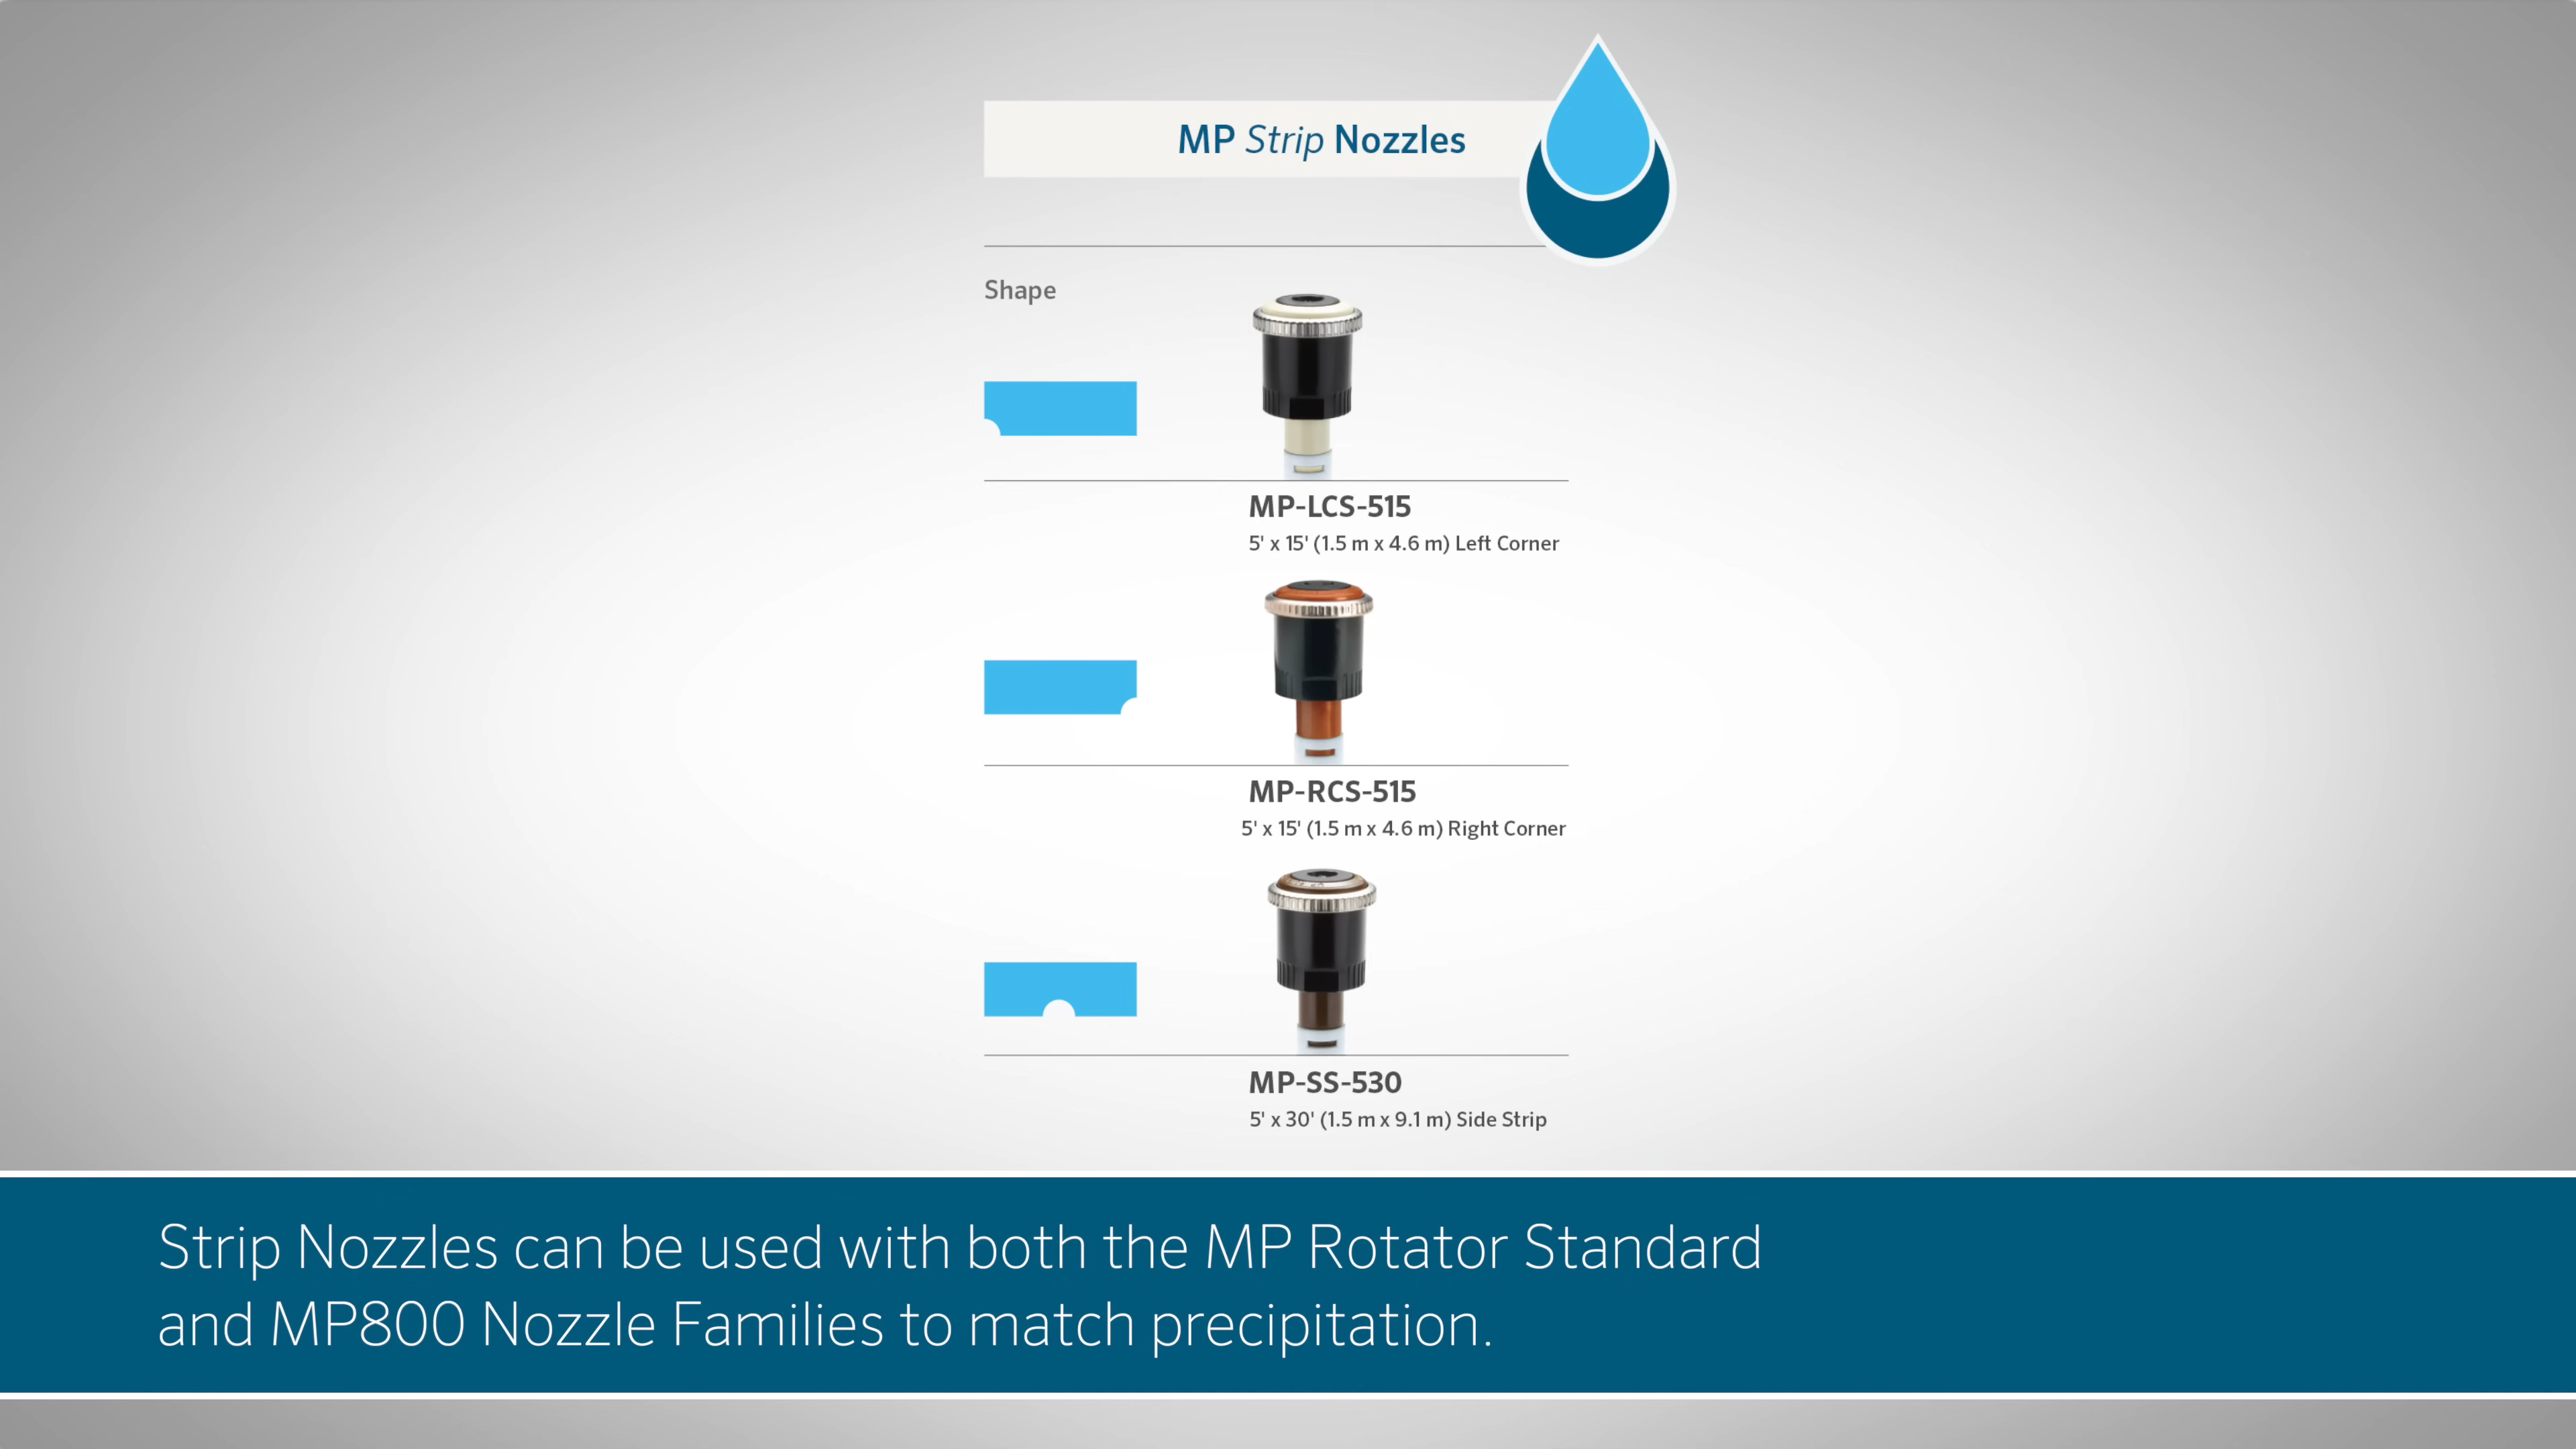 MP Strip Nozzles
Shape
MP-LCS-515
5' x 15' (1.5 m x 4.6 m) Left Corner
MP-RCS-515
5' x 15' (1.5 m x 4.6 m) Right Corner
MP-SS-530
5' x 30' (1.5 m x 9.1 m) Side Strip
Strip Nozzles can be used with both the MP Rotator Standard
and MP800 Nozzle Families to match precipitation.